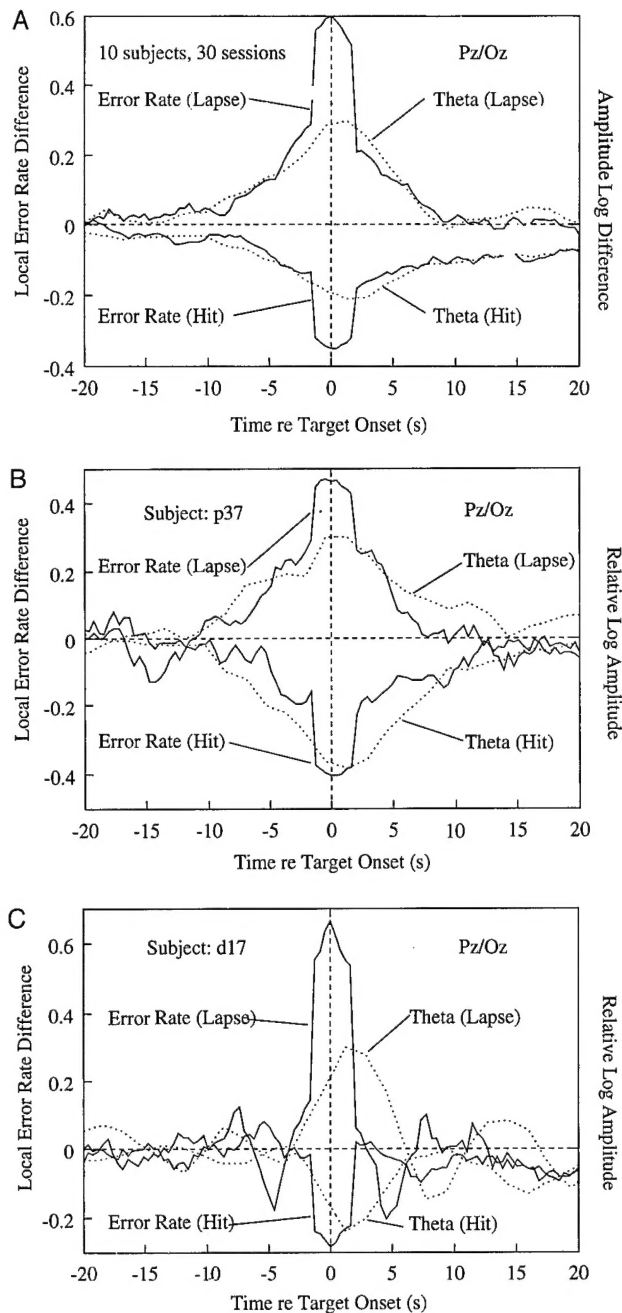 A
0.6
0.4
0.2
0
-0.2
-0.4
10 subjects, 30 sessions
Pz/Oz
Error Rate (Lapse)
Theta (Lapse)
Error Rate (Hit)
Theta (Hit)
Local Error Rate Difference
Amplitude Log Difference
-20 -15 -10 -5 0 5 10 15 20
Time re Target Onset (s)
B
0.4
0.2
0
-0.2
-0.4
Subject: p37
Pz/Oz
Error Rate (Lapse)
Theta (Lapse)
Error Rate (Hit)
Theta (Hit)
Local Error Rate Difference
Relative Log Amplitude
-20 -15 -10 -5 0 5 10 15 20
Time re Target Onset (s)
C
0.6
0.4
0.2
0
-0.2
Subject: d17
Pz/Oz
Error Rate (Lapse)
Theta (Lapse)
Error Rate (Hit)
Theta (Hit)
Local Error Rate Difference
Relative Log Amplitude
-20 -15 -10 -5 0 5 10 15 20
Time re Target Onset (s)